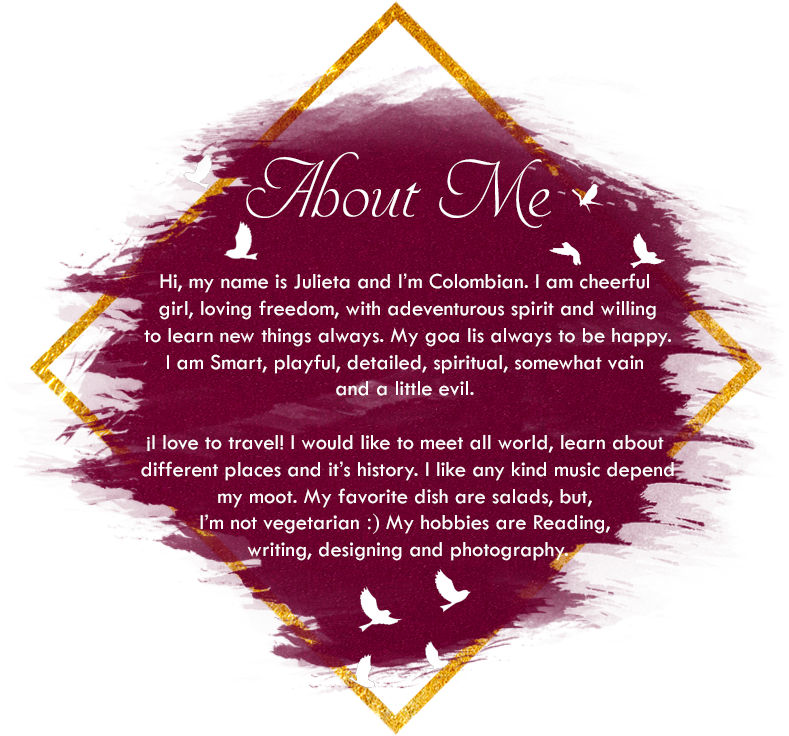 About Me
Hi, my name is Julieta and I'm Colombian. I am cheerful
girl, loving freedom, with adeventurous spirit and willing
to learn new things always. My goa lis always to be happy.
I am Smart, playful, detailed, spiritual, somewhat vain
and a little evil.
¡I love to travel! I would like to meet all world, learn about
different places and it's history. I like any kind music depend
my moot. My favorite dish are salads, but,
I'm not vegetarian :) My hobbies are Reading,
writing, designing and photography.